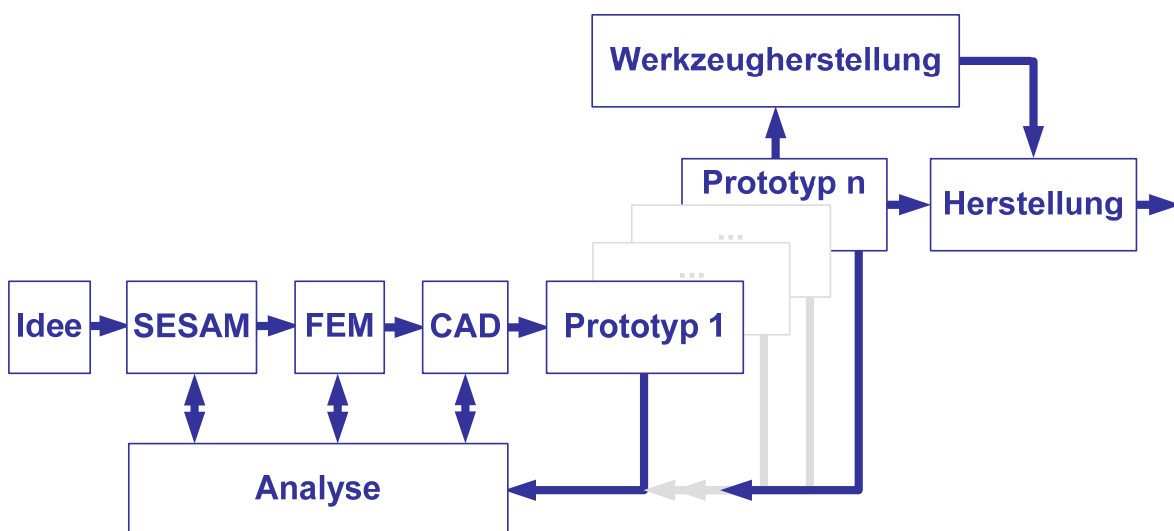 Werkzeugherstellung
Prototyp n
Herstellung
...
...
Idee
SESAM
FEM
CAD
Prototyp 1
Analyse